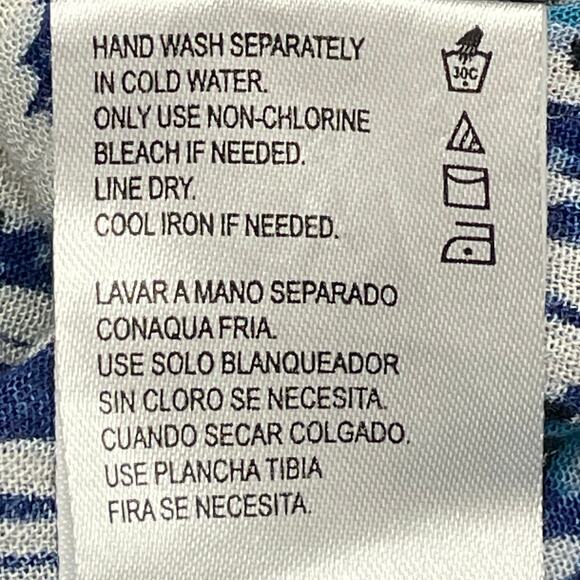 HAND WASH SEPARATELY
IN COLD WATER.
ONLY USE NON-CHLORINE
BLEACH IF NEEDED.
LINE DRY.
COOL IRON IF NEEDED.
30C
LAVAR A MANO SEPARADO
CONAQUA FRIA.
USE SOLO BLANQUEADOR
SIN CLORO SE NECESITA.
CUANDO SECAR COLGADO.
USE PLANCHA TIBIA
FIRA SE NECESITA.